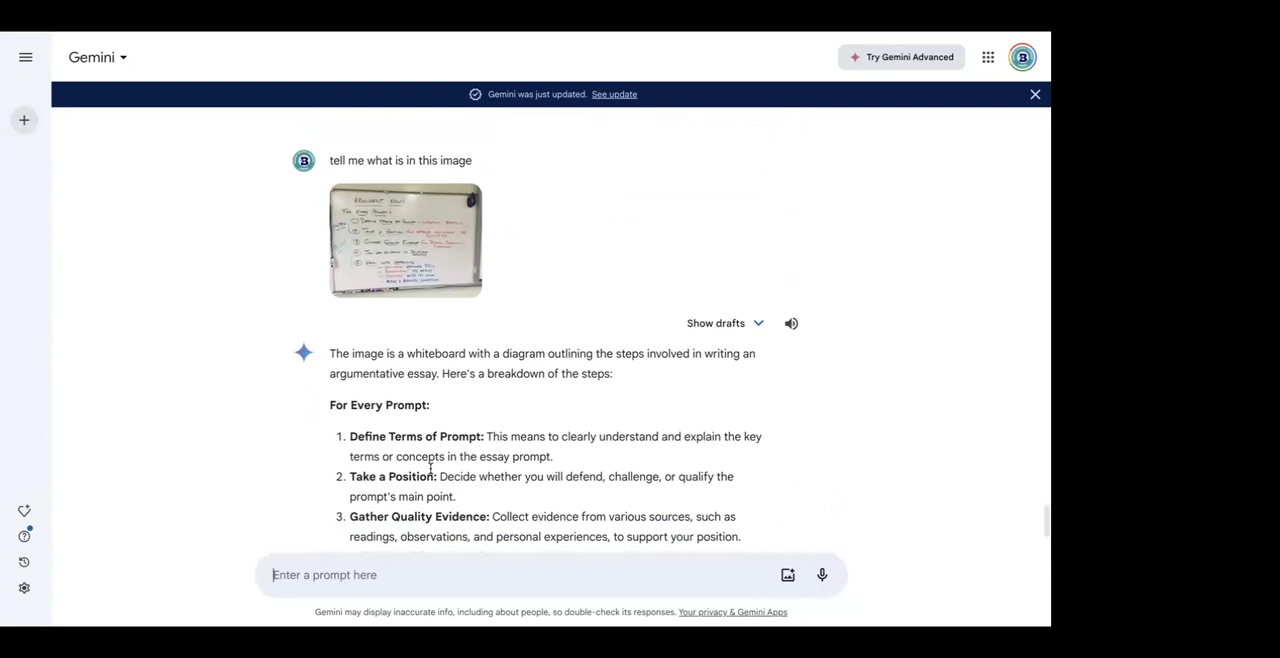 Gemini
Try Gemini Advanced
B
Gemini was just updated. See update
B
tell me what is in this image
FOR EVERY PROMPT:
Show drafts
The image is a whiteboard with a diagram outlining the steps involved in writing an
argumentative essay. Here's a breakdown of the steps:
For Every Prompt:
1. Define Terms of Prompt: This means to clearly understand and explain the key
terms or concepts in the essay prompt.
2. Take a Position: Decide whether you will defend, challenge, or qualify the
prompt's main point.
3. Gather Quality Evidence: Collect evidence from various sources, such as
readings, observations, and personal experiences, to support your position.
Enter a prompt here
Gemini may display inaccurate info, including about people, so double-check its responses. Your privacy & Gemini Apps